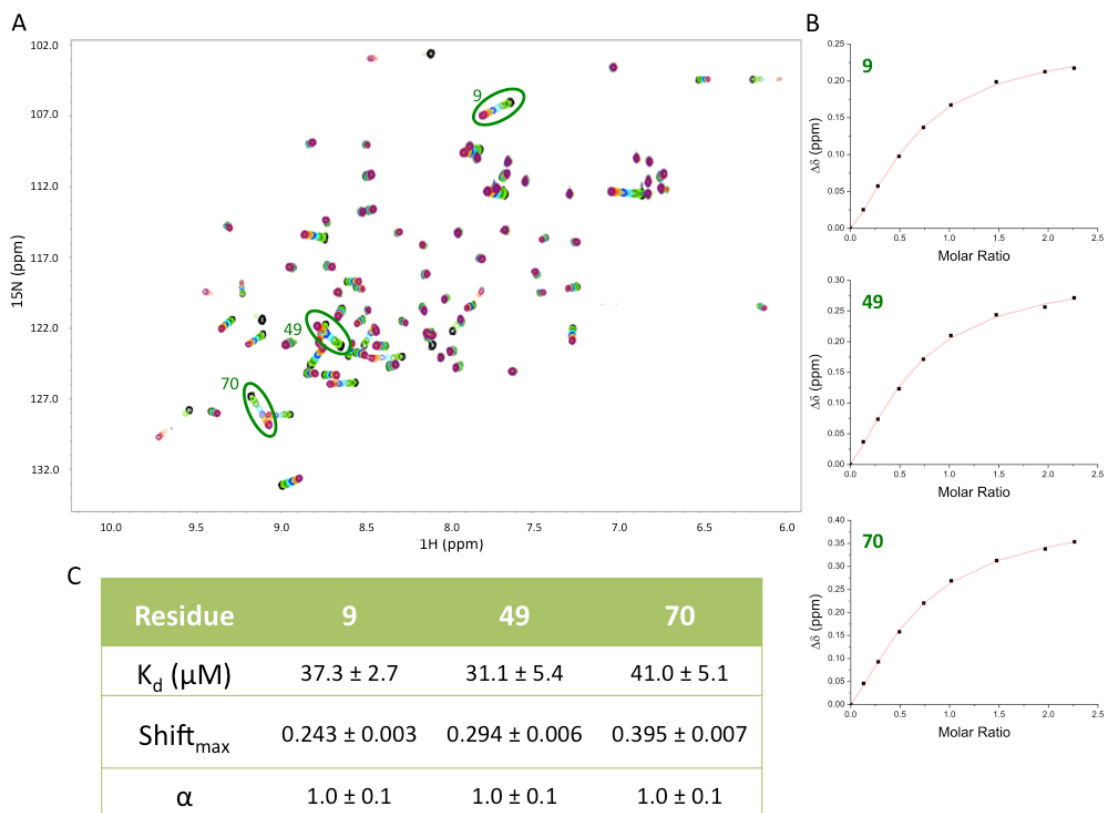 A
102.0
107.0
112.0
117.0
122.0
127.0
132.0
15N (ppm)
9
49
70
10.0 9.0 8.5 8.0 7.5 7.0 6.5 6.0
1H (ppm)
B
9
0.25
0.20
0.15
0.10
0.05
0.00
Δδ (ppm)
0.0 0.5 1.0 1.5 2.0 2.5
Molar Ratio
49
0.30
0.25
0.20
0.15
0.10
0.05
0.00
Δδ (ppm)
0.0 0.5 1.0 1.5 2.0 2.5
Molar Ratio
70
0.40
0.35
0.30
0.25
0.20
0.15
0.10
0.05
0.00
Δδ (ppm)
0.0 0.5 1.0 1.5 2.0 2.5
Molar Ratio
C
Residue 9 49 70
Kd (μM) 37.3 ± 2.7 31.1 ± 5.4 41.0 ± 5.1
Shiftmax 0.243 ± 0.003 0.294 ± 0.006 0.395 ± 0.007
α 1.0 ± 0.1 1.0 ± 0.1 1.0 ± 0.1